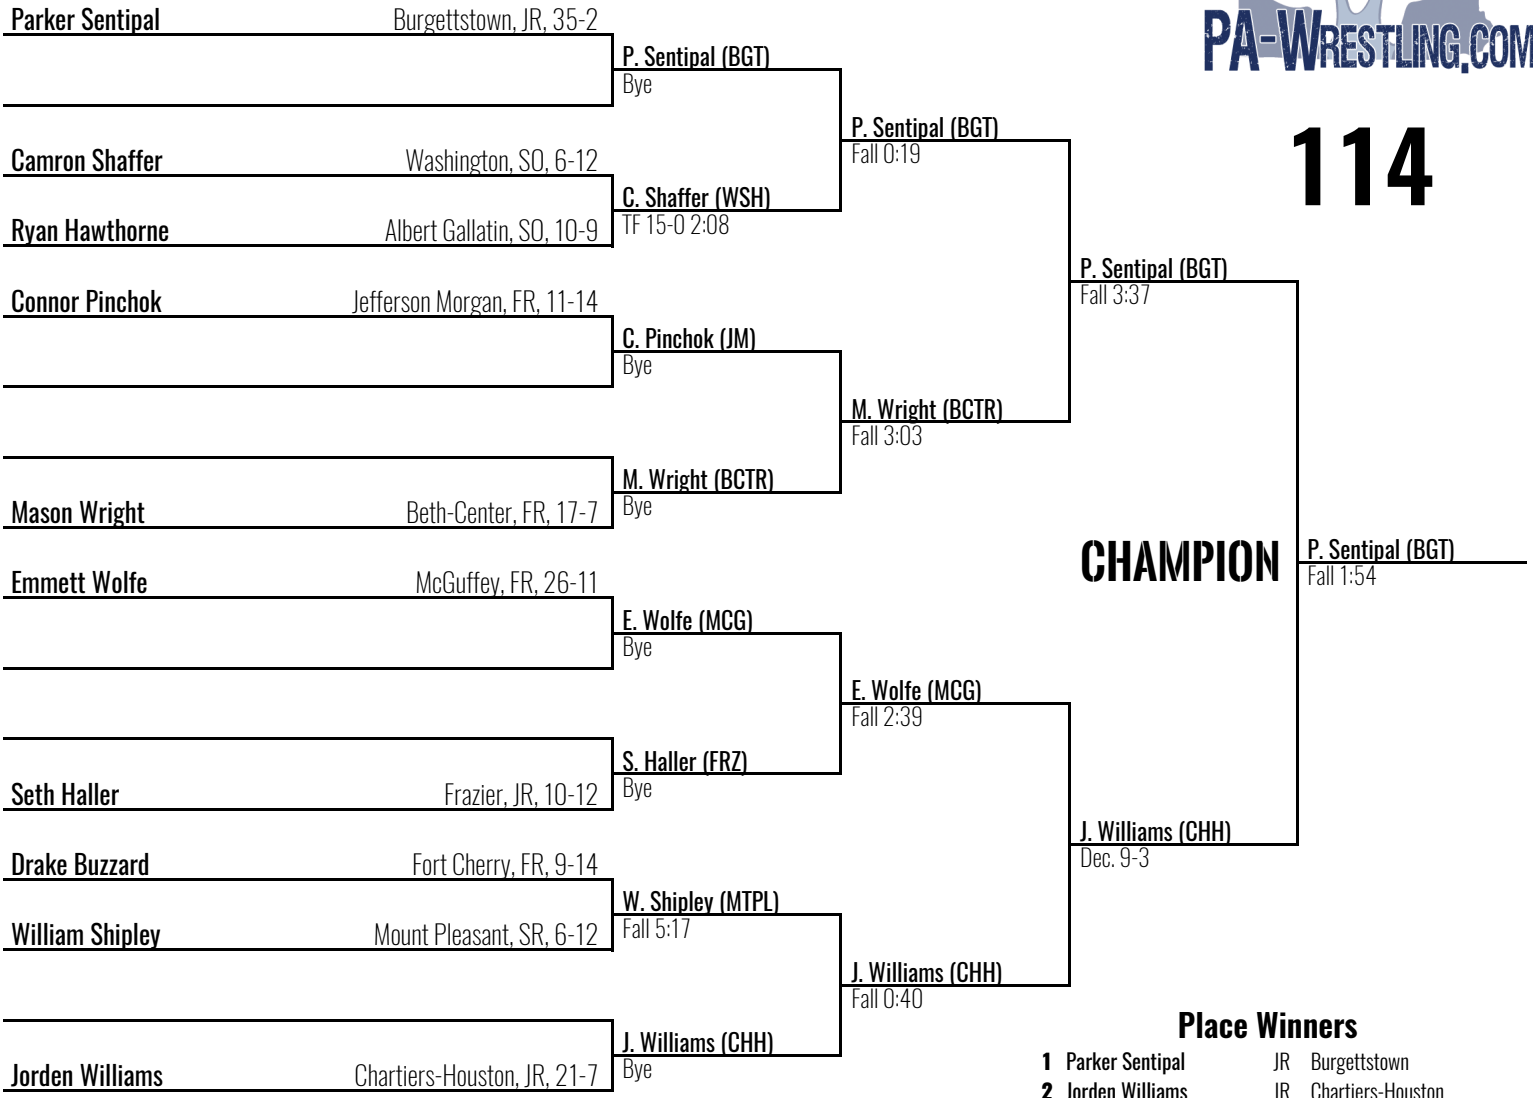 PA-WRESTLING.COM
114
Parker Sentipal Burgettstown, JR, 35-2
P. Sentipal (BGT)
Bye
P. Sentipal (BGT)
Fall 0:19
Camron Shaffer Washington, SO, 6-12
C. Shaffer (WSH)
TF 15-0 2:08
Ryan Hawthorne Albert Gallatin, SO, 10-9
P. Sentipal (BGT)
Fall 3:37
Connor Pinchok Jefferson Morgan, FR, 11-14
C. Pinchok (JM)
Bye
M. Wright (BCTR)
Fall 3:03
M. Wright (BCTR)
Bye
Mason Wright Beth-Center, FR, 17-7
CHAMPION
P. Sentipal (BGT)
Fall 1:54
Emmett Wolfe McGuffey, FR, 26-11
E. Wolfe (MCG)
Bye
E. Wolfe (MCG)
Fall 2:39
S. Haller (FRZ)
Bye
Seth Haller Frazier, JR, 10-12
J. Williams (CHH)
Dec. 9-3
Drake Buzzard Fort Cherry, FR, 9-14
W. Shipley (MTPL)
Fall 5:17
William Shipley Mount Pleasant, SR, 6-12
J. Williams (CHH)
Fall 0:40
J. Williams (CHH)
Bye
Jorden Williams Chartiers-Houston, JR, 21-7
Place Winners
1 Parker Sentipal JR Burgettstown
2 Jorden Williams JR Chartiers-Houston